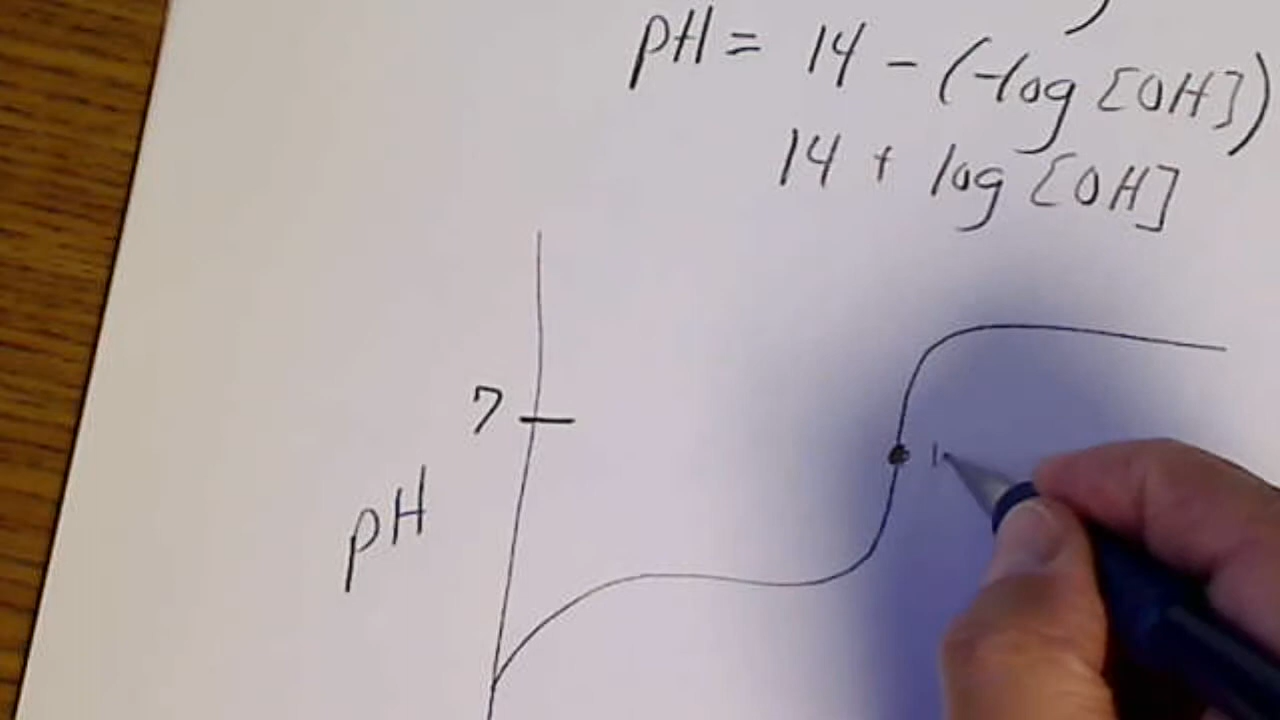 pH = 14 - (-log [OH])
14 + log [OH]
7
pH